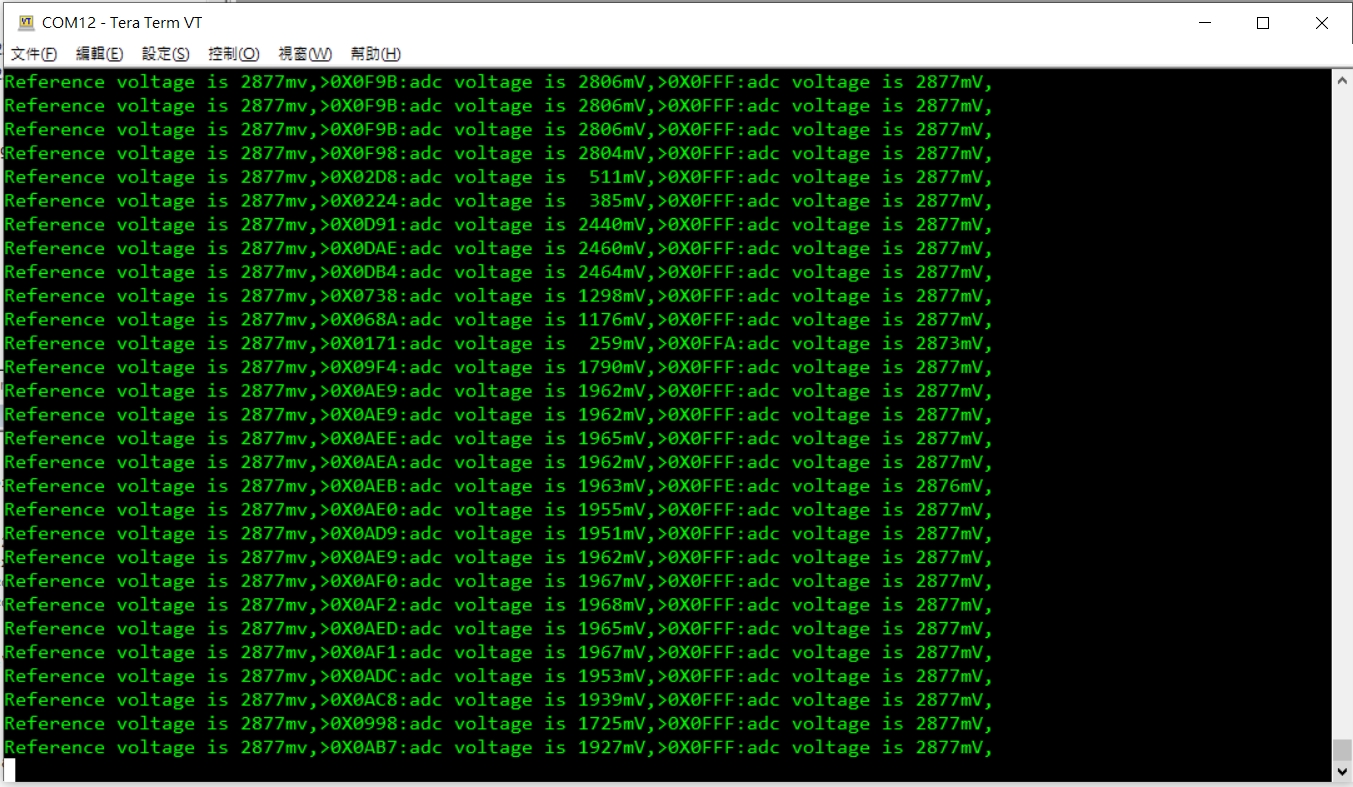 COM12 - Tera Term VT
文件(F) 編輯(E) 設定(S) 控制(O) 視窗(W) 幫助(H)
Reference voltage is 2877mv,>0X0F9B:adc voltage is 2806mV,>0X0FFF:adc voltage is 2877mV,
Reference voltage is 2877mv,>0X0F9B:adc voltage is 2806mV,>0X0FFF:adc voltage is 2877mV,
Reference voltage is 2877mv,>0X0F9B:adc voltage is 2806mV,>0X0FFF:adc voltage is 2877mV,
Reference voltage is 2877mv,>0X0F98:adc voltage is 2804mV,>0X0FFF:adc voltage is 2877mV,
Reference voltage is 2877mv,>0X02D8:adc voltage is  511mV,>0X0FFF:adc voltage is 2877mV,
Reference voltage is 2877mv,>0X0224:adc voltage is  385mV,>0X0FFF:adc voltage is 2877mV,
Reference voltage is 2877mv,>0X0D91:adc voltage is 2440mV,>0X0FFF:adc voltage is 2877mV,
Reference voltage is 2877mv,>0X0DAE:adc voltage is 2460mV,>0X0FFF:adc voltage is 2877mV,
Reference voltage is 2877mv,>0X0DB4:adc voltage is 2464mV,>0X0FFF:adc voltage is 2877mV,
Reference voltage is 2877mv,>0X0738:adc voltage is 1298mV,>0X0FFF:adc voltage is 2877mV,
Reference voltage is 2877mv,>0X068A:adc voltage is 1176mV,>0X0FFF:adc voltage is 2877mV,
Reference voltage is 2877mv,>0X0171:adc voltage is  259mV,>0X0FFA:adc voltage is 2873mV,
Reference voltage is 2877mv,>0X09F4:adc voltage is 1790mV,>0X0FFF:adc voltage is 2877mV,
Reference voltage is 2877mv,>0X0AE9:adc voltage is 1962mV,>0X0FFF:adc voltage is 2877mV,
Reference voltage is 2877mv,>0X0AE9:adc voltage is 1962mV,>0X0FFF:adc voltage is 2877mV,
Reference voltage is 2877mv,>0X0AEE:adc voltage is 1965mV,>0X0FFF:adc voltage is 2877mV,
Reference voltage is 2877mv,>0X0AEA:adc voltage is 1962mV,>0X0FFF:adc voltage is 2877mV,
Reference voltage is 2877mv,>0X0AEB:adc voltage is 1963mV,>0X0FFE:adc voltage is 2876mV,
Reference voltage is 2877mv,>0X0AE0:adc voltage is 1955mV,>0X0FFF:adc voltage is 2877mV,
Reference voltage is 2877mv,>0X0AD9:adc voltage is 1951mV,>0X0FFF:adc voltage is 2877mV,
Reference voltage is 2877mv,>0X0AE9:adc voltage is 1962mV,>0X0FFF:adc voltage is 2877mV,
Reference voltage is 2877mv,>0X0AF0:adc voltage is 1967mV,>0X0FFF:adc voltage is 2877mV,
Reference voltage is 2877mv,>0X0AF2:adc voltage is 1968mV,>0X0FFF:adc voltage is 2877mV,
Reference voltage is 2877mv,>0X0AED:adc voltage is 1965mV,>0X0FFF:adc voltage is 2877mV,
Reference voltage is 2877mv,>0X0AF1:adc voltage is 1967mV,>0X0FFF:adc voltage is 2877mV,
Reference voltage is 2877mv,>0X0ADC:adc voltage is 1953mV,>0X0FFF:adc voltage is 2877mV,
Reference voltage is 2877mv,>0X0AC8:adc voltage is 1939mV,>0X0FFF:adc voltage is 2877mV,
Reference voltage is 2877mv,>0X0998:adc voltage is 1725mV,>0X0FFF:adc voltage is 2877mV,
Reference voltage is 2877mv,>0X0AB7:adc voltage is 1927mV,>0X0FFF:adc voltage is 2877mV,